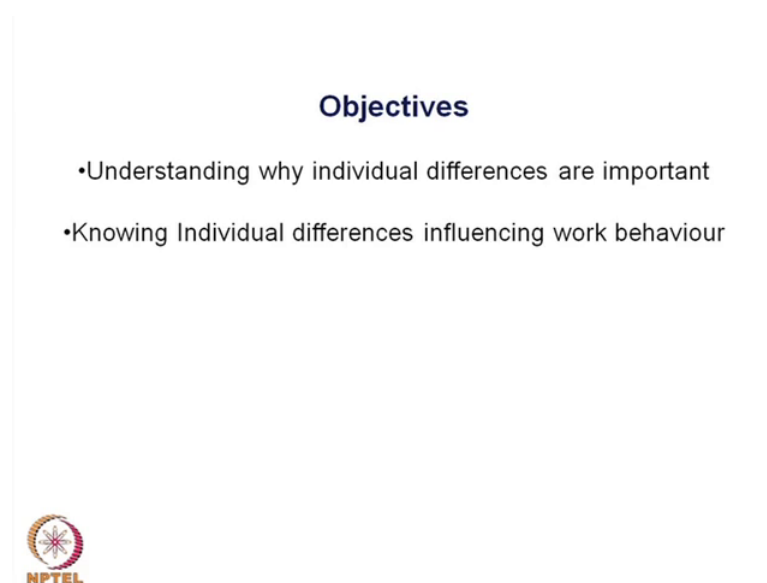 Objectives
•Understanding why individual differences are important
•Knowing Individual differences influencing work behaviour
NPTEL